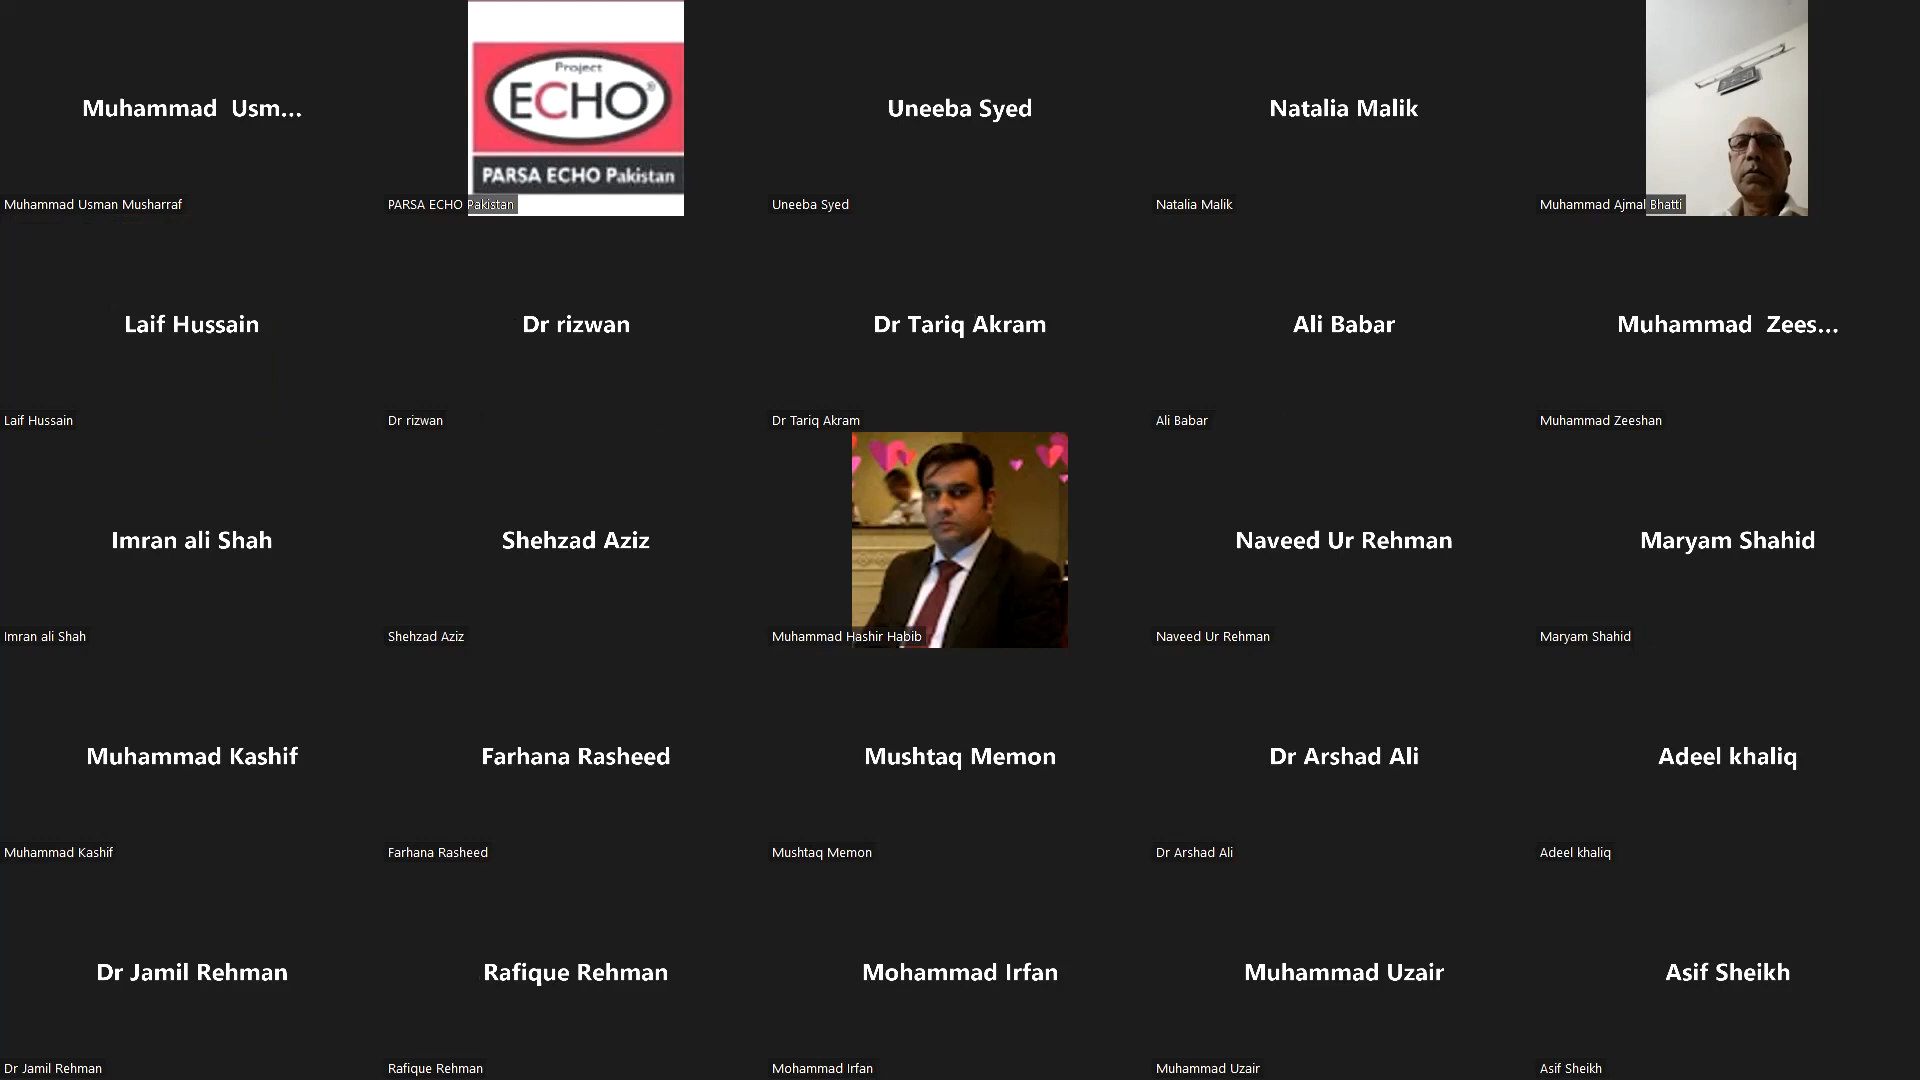 Muhammad  Usm...
Muhammad Usman Musharraf
Project
ECHO®
PARSA ECHO Pakistan
PARSA ECHO Pakistan
Uneeba Syed
Uneeba Syed
Natalia Malik
Natalia Malik
Muhammad Ajmal Bhatti
Laif Hussain
Laif Hussain
Dr rizwan
Dr rizwan
Dr Tariq Akram
Dr Tariq Akram
Ali Babar
Ali Babar
Muhammad  Zees...
Muhammad Zeeshan
Imran ali Shah
Imran ali Shah
Shehzad Aziz
Shehzad Aziz
Muhammad Hashir Habib
Naveed Ur Rehman
Naveed Ur Rehman
Maryam Shahid
Maryam Shahid
Muhammad Kashif
Muhammad Kashif
Farhana Rasheed
Farhana Rasheed
Mushtaq Memon
Mushtaq Memon
Dr Arshad Ali
Dr Arshad Ali
Adeel khaliq
Adeel khaliq
Dr Jamil Rehman
Dr Jamil Rehman
Rafique Rehman
Rafique Rehman
Mohammad Irfan
Mohammad Irfan
Muhammad Uzair
Muhammad Uzair
Asif Sheikh
Asif Sheikh